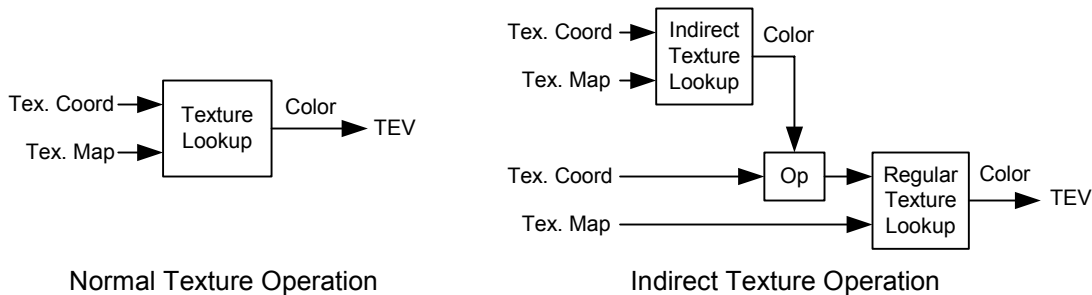 Tex. Coord
Tex. Map
Texture
Lookup
Color
TEV
Normal Texture Operation
Tex. Coord
Tex. Map
Indirect
Texture
Lookup
Color
Tex. Coord
Tex. Map
Op
Regular
Texture
Lookup
Color
TEV
Indirect Texture Operation